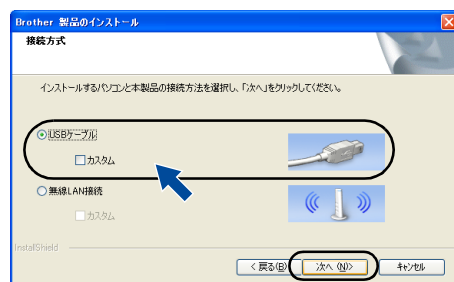 Brother 製品のインストール
接続方式
インストールするパソコンと本製品の接続方法を選択し、「次へ」をクリックしてください。
USBケーブル
カスタム
無線LAN接続
カスタム
InstallShield
< 戻る(B)
次へ (N)>
キャンセル